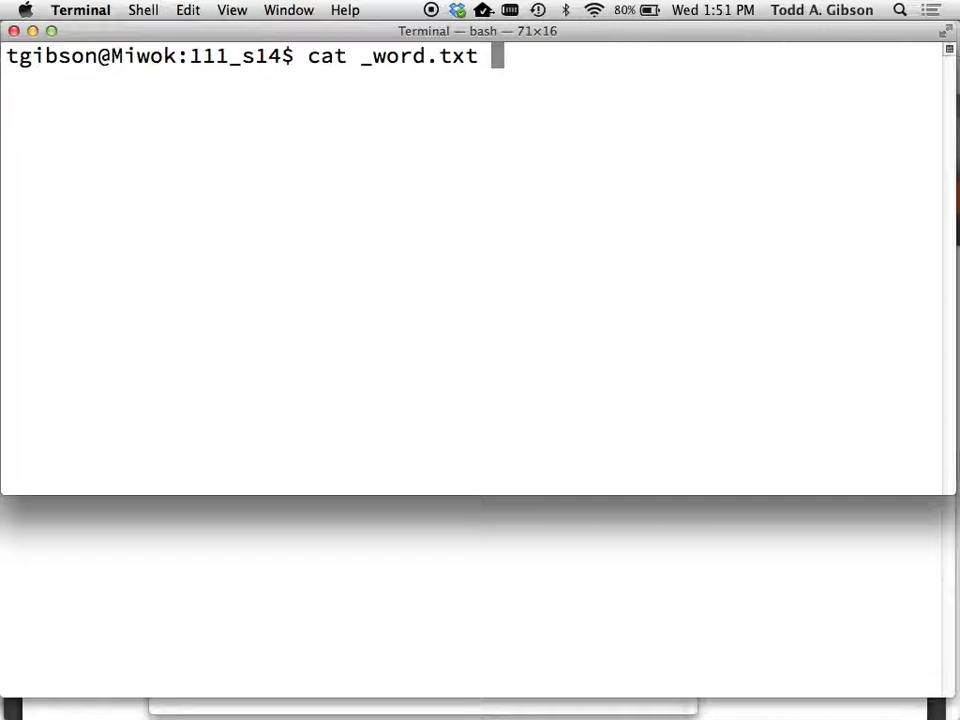 Terminal Shell Edit View Window Help 80% Wed 1:51 PM Todd A. Gibson
Terminal — bash — 71×16
tgibson@Miwok:111_s14$ cat _word.txt